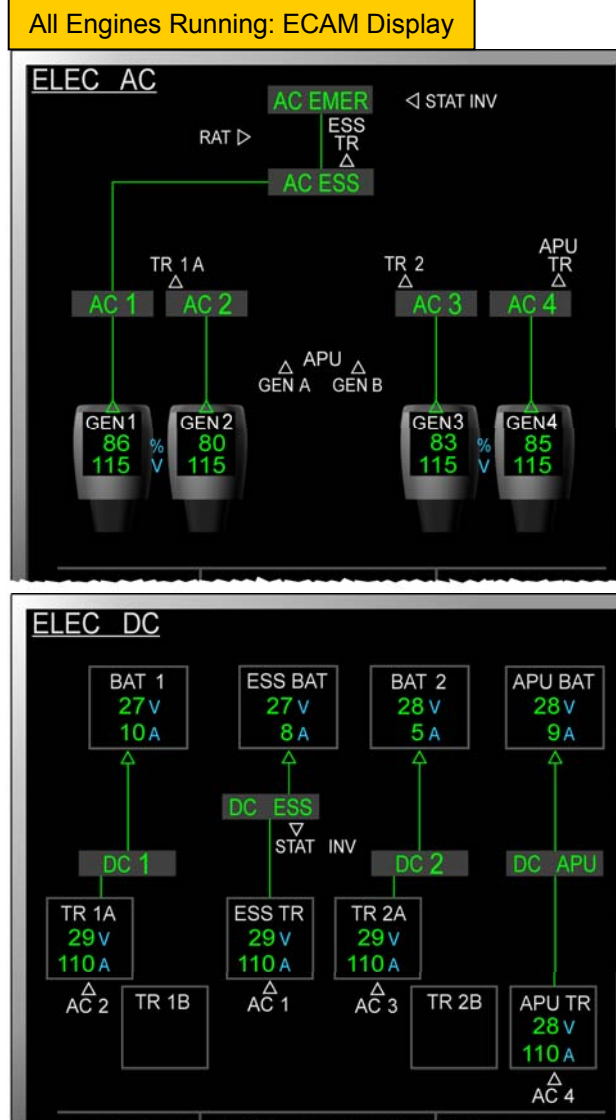 All Engines Running: ECAM Display
ELEC AC
AC EMER
STAT INV
RAT
ESS
TR
AC ESS
TR 1 A
TR 2
APU
TR
AC 1
AC 2
AC 3
AC 4
APU
GEN A
GEN B
GEN1
86 %
115 V
GEN2
80
115
GEN3
83 %
115 V
GEN4
85
115
ELEC DC
BAT 1
27 V
10 A
ESS BAT
27 V
8 A
BAT 2
28 V
5 A
APU BAT
28 V
9 A
DC ESS
STAT INV
DC 1
DC 2
DC APU
TR 1A
29 V
110 A
AC 2
TR 1B
ESS TR
29 V
110 A
AC 1
TR 2A
29 V
110 A
AC 3
TR 2B
APU TR
28 V
110 A
AC 4